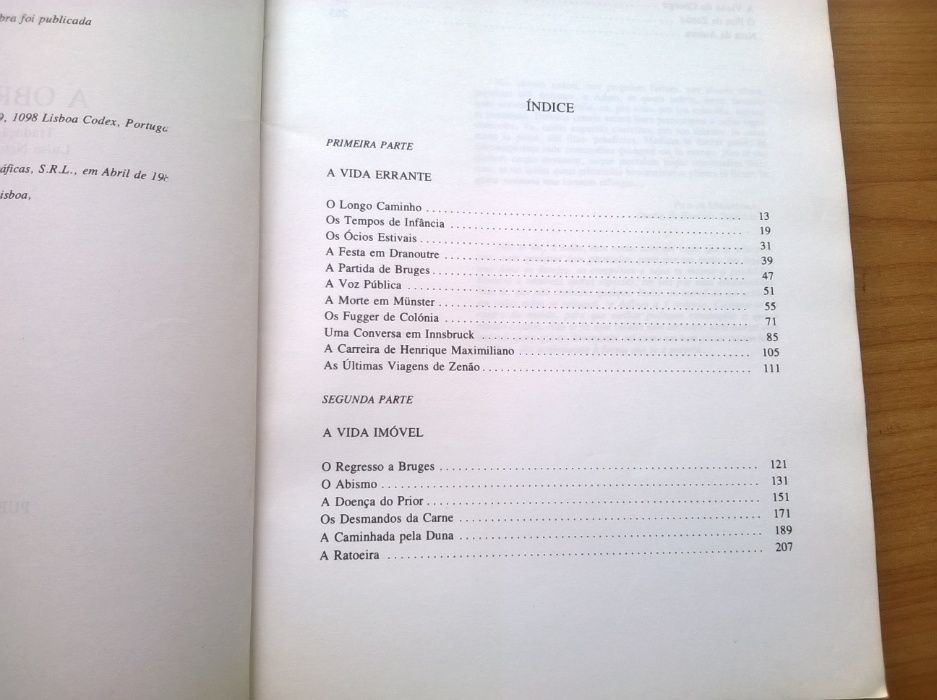 bra foi publicada
9, 1098 Lisboa Codex, Portuga
áficas, S.R.L., em Abril de 19
isboa,
ÍNDICE
PRIMEIRA PARTE
A VIDA ERRANTE
O Longo Caminho 13
Os Tempos de Infância 19
Os Ócios Estivais 31
A Festa em Dranoutre 39
A Partida de Bruges 47
A Voz Pública 51
A Morte em Münster 55
Os Fugger de Colónia 71
Uma Conversa em Innsbruck 85
A Carreira de Henrique Maximiliano 105
As Últimas Viagens de Zenão 111
SEGUNDA PARTE
A VIDA IMÓVEL
O Regresso a Bruges 121
O Abismo 131
A Doença do Prior 151
Os Desmandos da Carne 171
A Caminhada pela Duna 189
A Ratoeira 207